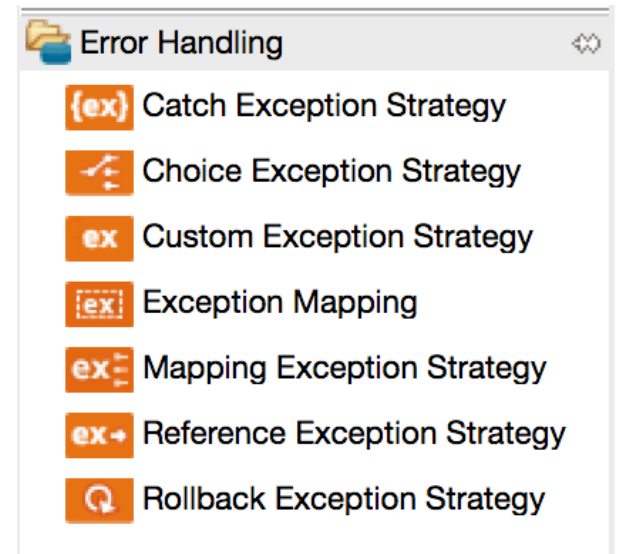 Error Handling
{ex} Catch Exception Strategy
Choice Exception Strategy
ex Custom Exception Strategy
ex Exception Mapping
ex Mapping Exception Strategy
ex Reference Exception Strategy
Rollback Exception Strategy